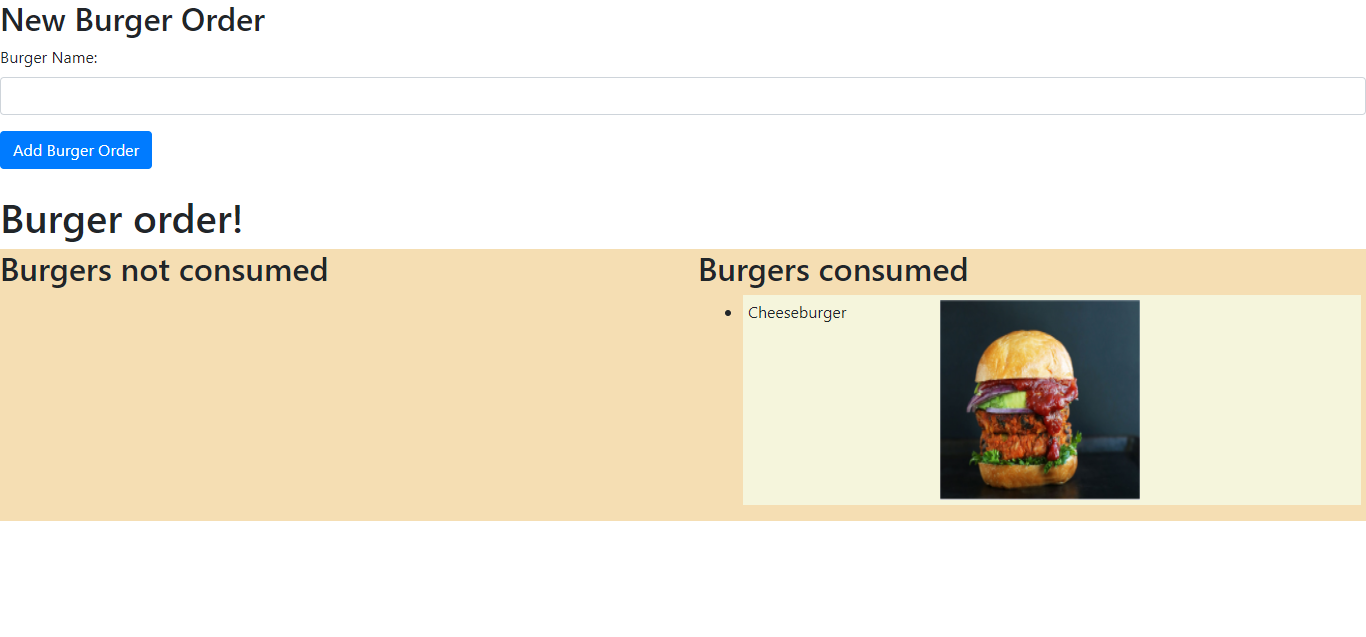 New Burger Order
Burger Name:
Add Burger Order
Burger order!
Burgers not consumed
Burgers consumed
Cheeseburger